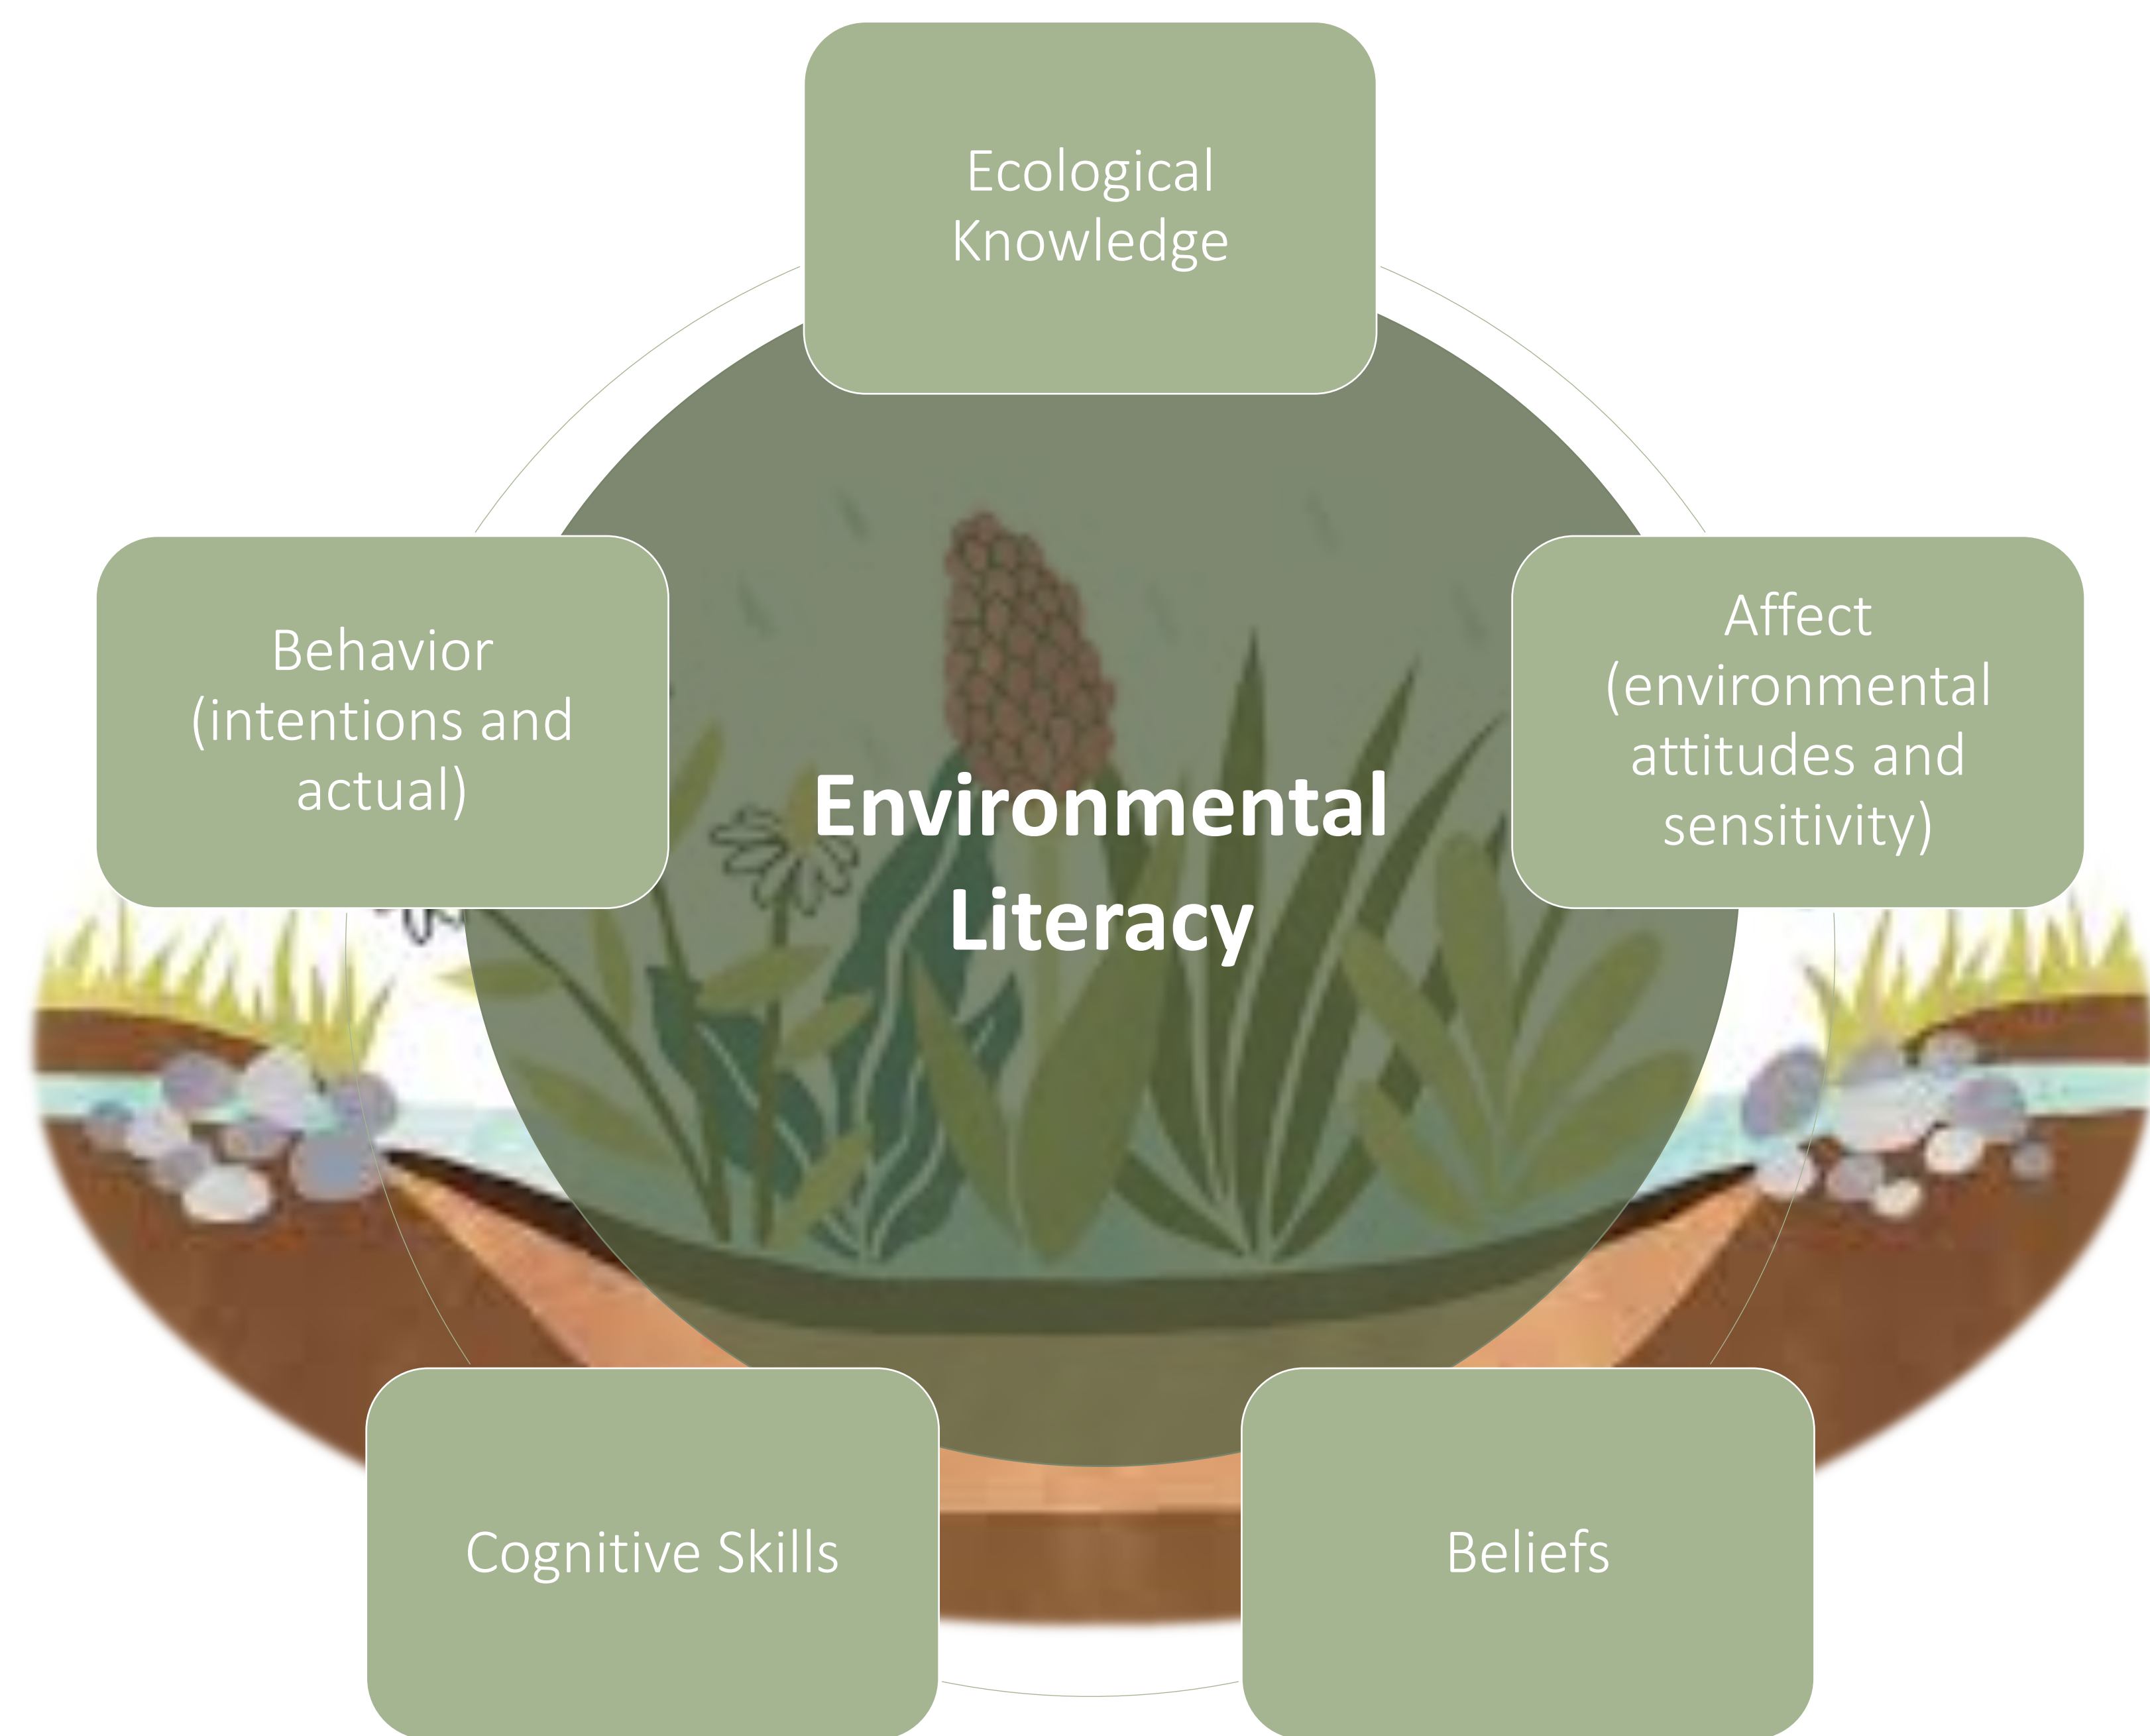 Ecological
Knowledge
Behavior
(intentions and
actual)
Affect
(environmental
attitudes and
sensitivity)
Environmental
Literacy
Cognitive Skills
Beliefs